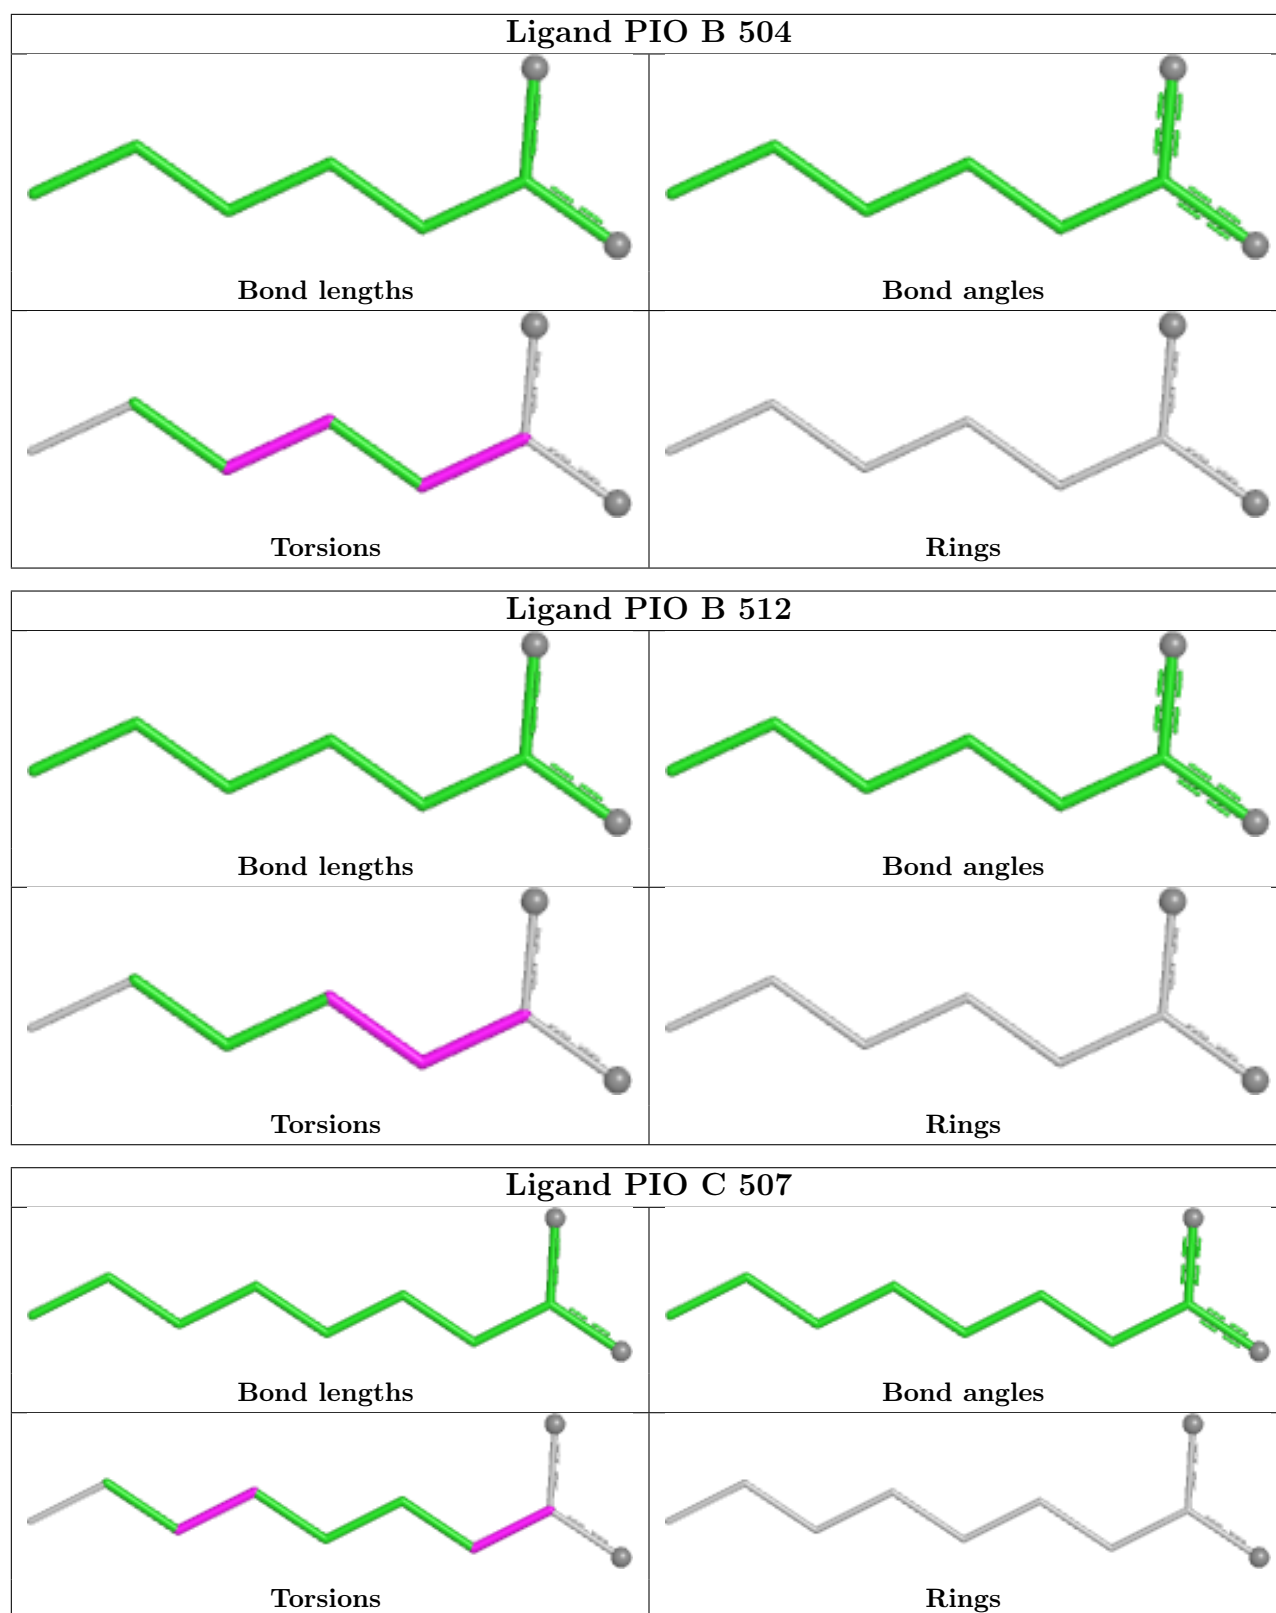 Ligand PIO B 504
Bond lengths
Bond angles
Torsions
Rings
Ligand PIO B 512
Bond lengths
Bond angles
Torsions
Rings
Ligand PIO C 507
Bond lengths
Bond angles
Torsions
Rings